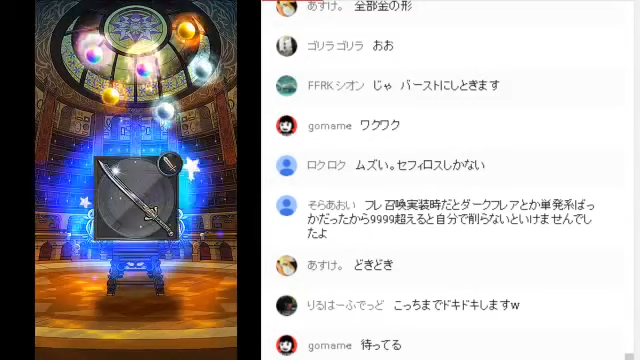 あすけ。 全部金の形
ゴリラゴリラ おお
FFRKシオン じゃ バーストにしときます
gomame ワクワク
ロクロク ムズい。セフィロスしかない
そらあおい フレ召喚実装時だとダークフレアとか単発系ばっ
かだったから9999超えると自分で削らないといけませんでし
たよ
あすけ。 どきどき
りるはーふでっど こっちまでドキドキしますw
gomame 待ってる